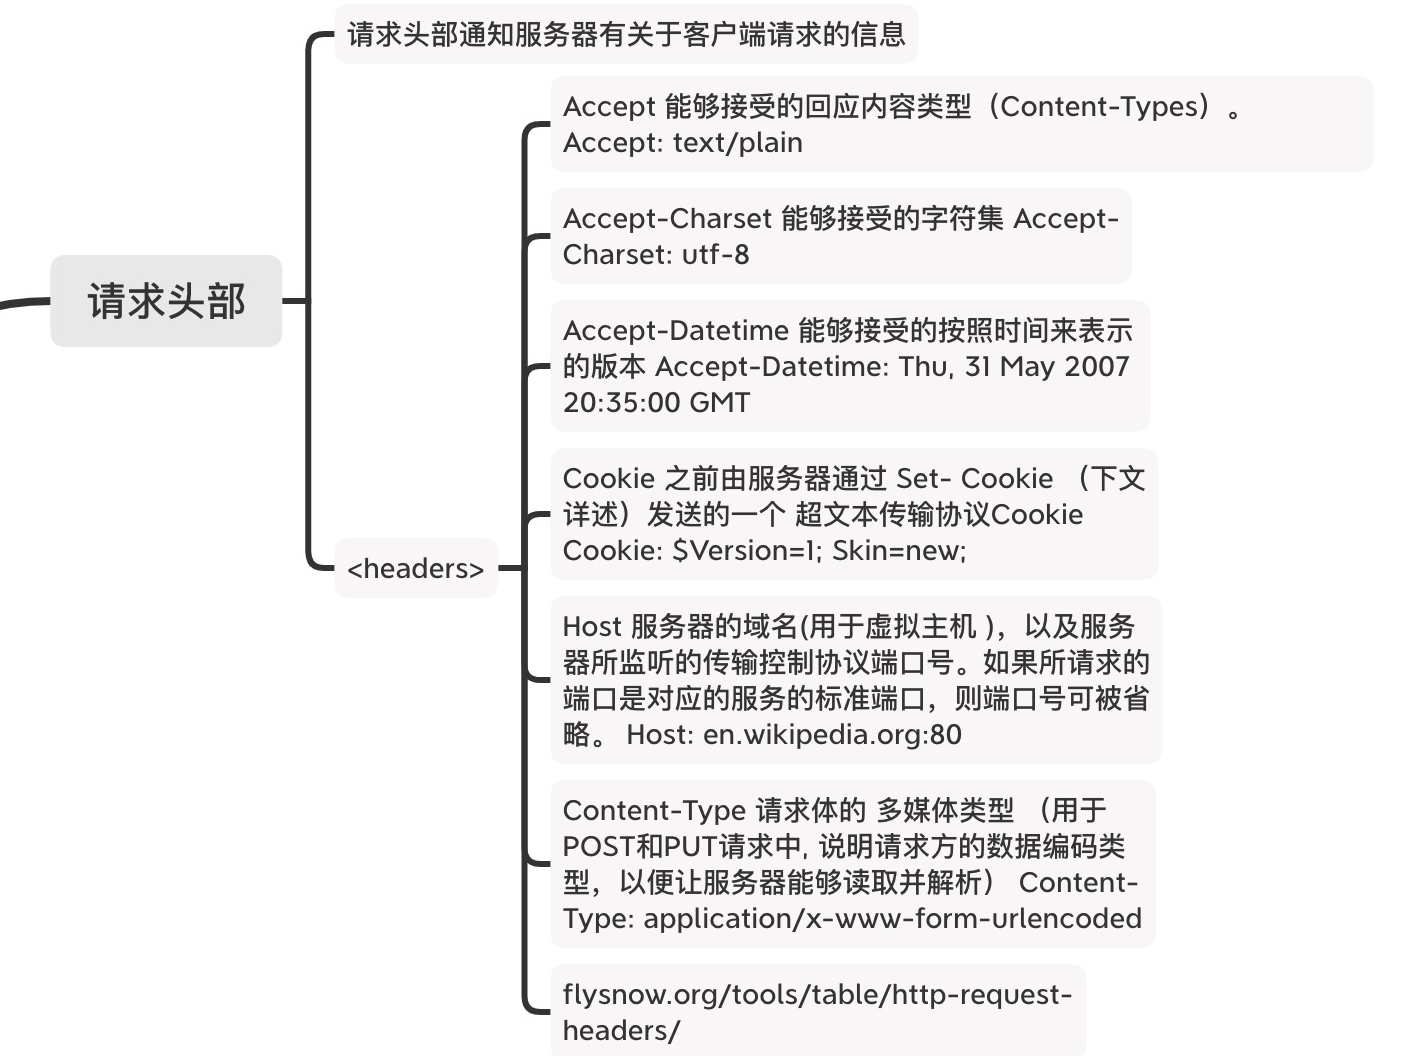 请求头部
请求头部通知服务器有关于客户端请求的信息
<headers>
Accept 能够接受的回应内容类型（Content-Types）。
Accept: text/plain
Accept-Charset 能够接受的字符集 Accept-
Charset: utf-8
Accept-Datetime 能够接受的按照时间来表示
的版本 Accept-Datetime: Thu, 31 May 2007
20:35:00 GMT
Cookie 之前由服务器通过 Set- Cookie （下文
详述）发送的一个 超文本传输协议Cookie
Cookie: $Version=1; Skin=new;
Host 服务器的域名(用于虚拟主机 )，以及服务
器所监听的传输控制协议端口号。如果所请求的
端口是对应的服务的标准端口，则端口号可被省
略。 Host: en.wikipedia.org:80
Content-Type 请求体的 多媒体类型 （用于
POST和PUT请求中, 说明请求方的数据编码类
型，以便让服务器能够读取并解析） Content-
Type: application/x-www-form-urlencoded
flysnow.org/tools/table/http-request-
headers/